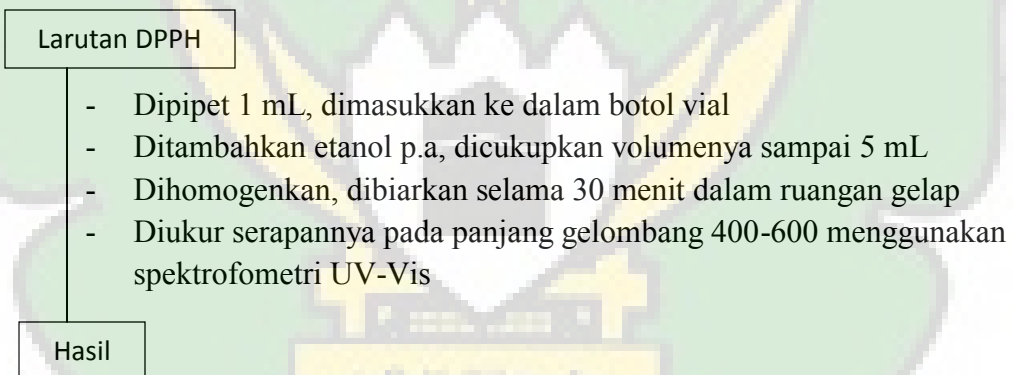 Larutan DPPH
- Dipipet 1 mL, dimasukkan ke dalam botol vial
- Ditambahkan etanol p.a, dicukupkan volumenya sampai 5 mL
- Dihomogenkan, dibiarkan selama 30 menit dalam ruangan gelap
- Diukur serapannya pada panjang gelombang 400-600 menggunakan
spektrofometri UV-Vis
Hasil